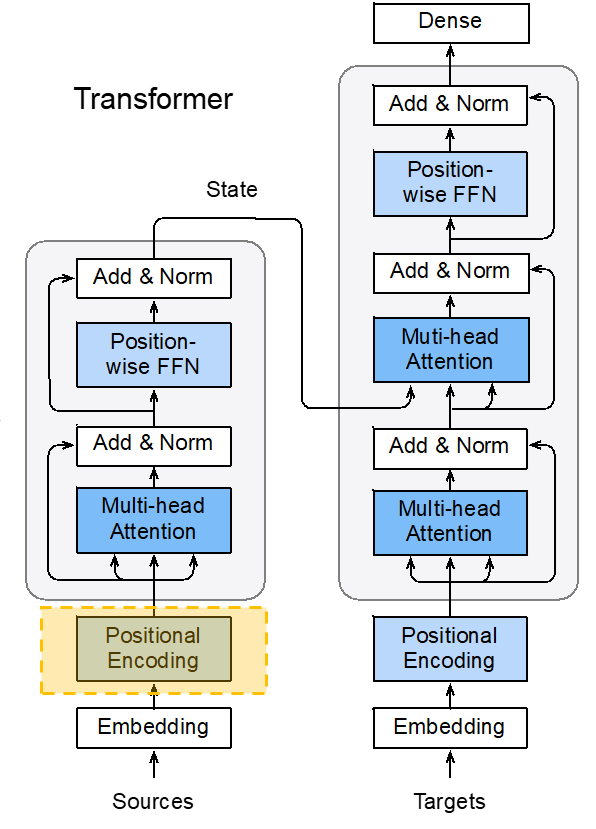 Transformer
State
Add & Norm
Position-
wise FFN
Add & Norm
Multi-head
Attention
Positional
Encoding
Embedding
Sources
Dense
Add & Norm
Position-
wise FFN
Add & Norm
Muti-head
Attention
Add & Norm
Multi-head
Attention
Positional
Encoding
Embedding
Targets